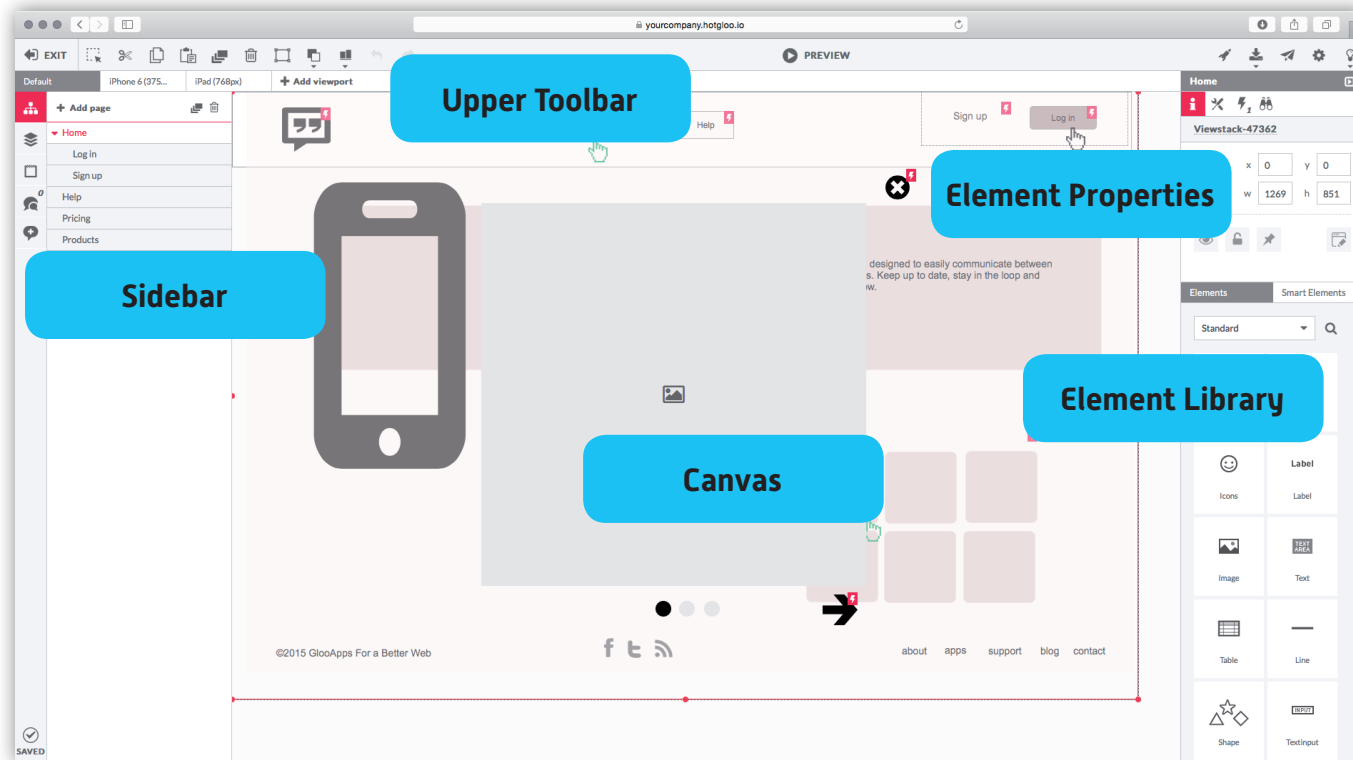 yourcompany.hotgloo.io
EXIT
PREVIEW
Default
iPhone 6 (375...
iPad (768px)
+ Add viewport
Home
+ Add page
Home
Log in
Sign up
Help
Pricing
Products
0
SAVED
Upper Toolbar
Help
Sign up
Log in
Element Properties
Sidebar
designed to easily communicate between
s. Keep up to date, stay in the loop and
w.
Canvas
Element Library
©2015 GlooApps For a Better Web
about
apps
support
blog
contact
1
Viewstack-47362
x 0 y 0
w 1269 h 851
Elements
Smart Elements
Standard
Icons
Label
Label
Image
TEXT
AREA
Text
Table
Line
Shape
INPUT
Textinput